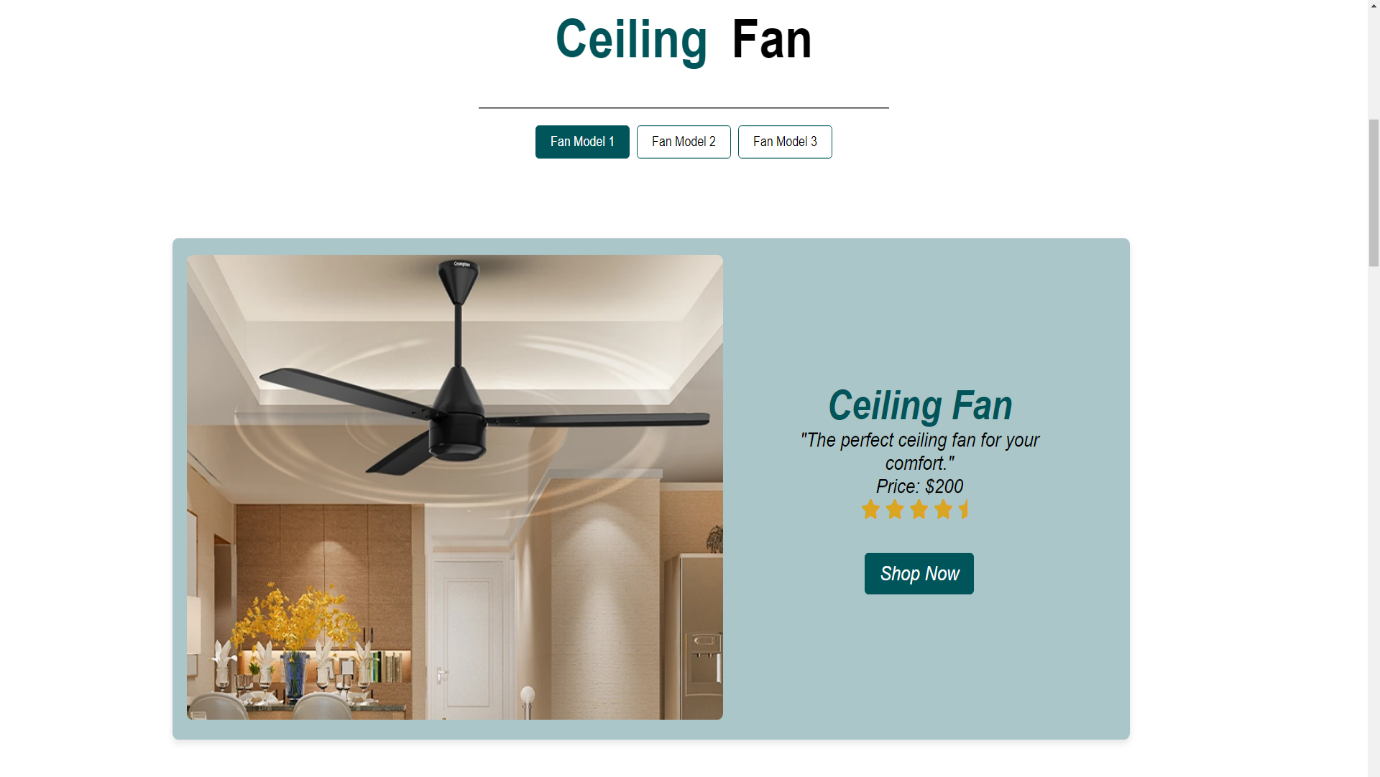 Ceiling Fan
Fan Model 1
Fan Model 2
Fan Model 3
Crompton
Ceiling Fan
"The perfect ceiling fan for your
comfort."
Price: $200
Shop Now